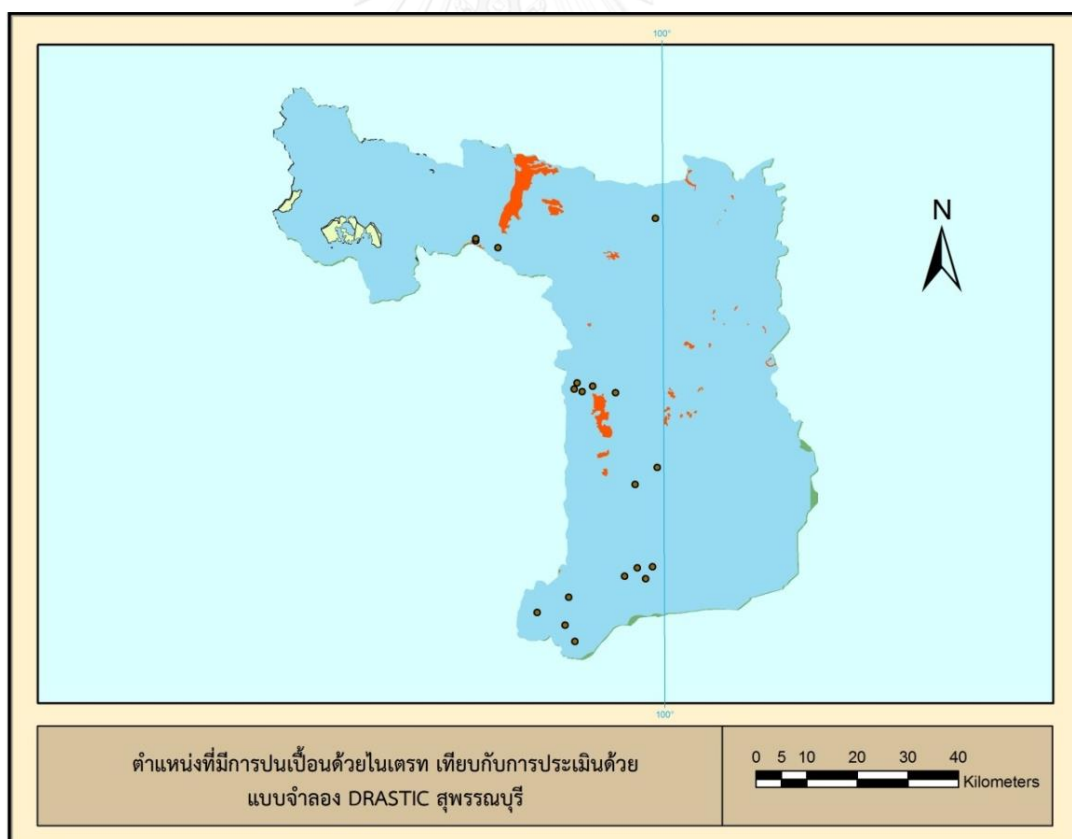 100°
N
100°
ตำแหน่งที่มีการปนเปื้อนด้วยไนเตรท เทียบกับการประเมินด้วย
แบบจำลอง DRASTIC สุพรรณบุรี
0 5 10 20 30 40
Kilometers